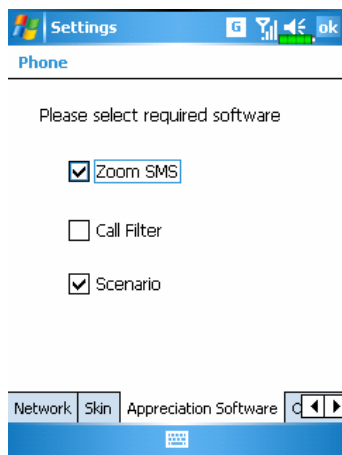 Settings G ok
Phone
Please select required software
Zoom SMS
Call Filter
Scenario
Network Skin Appreciation Software